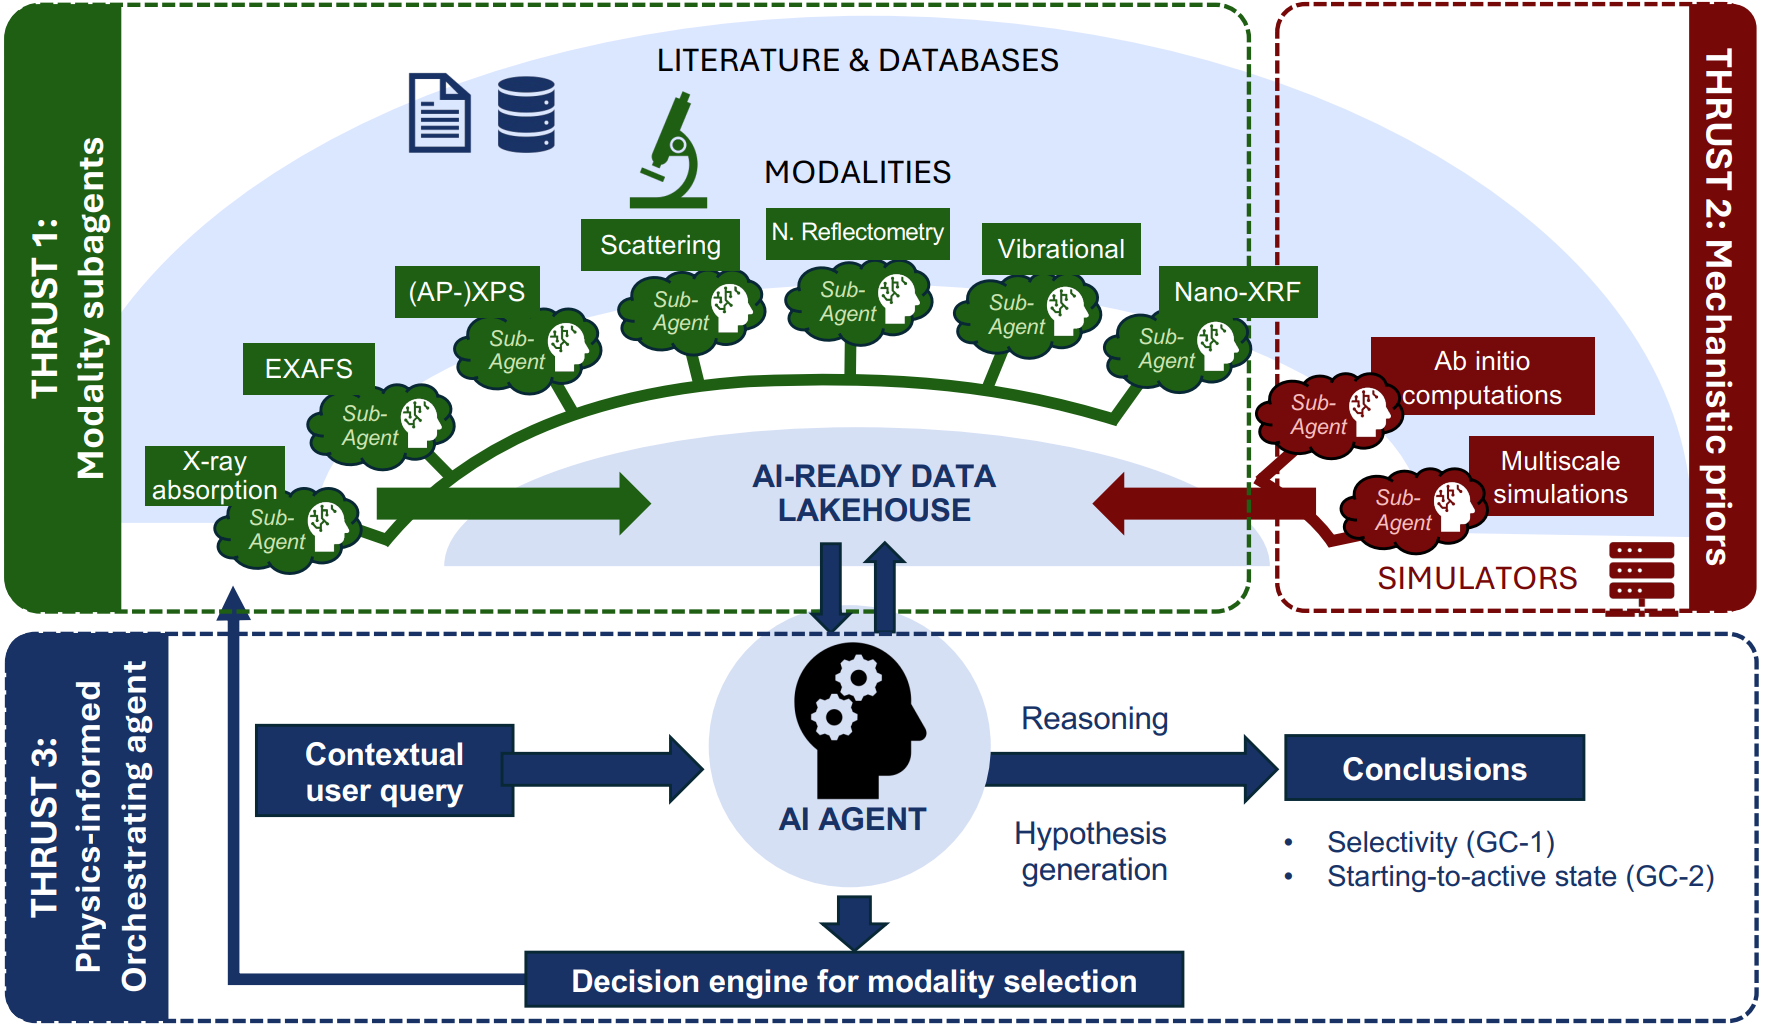 THRUST 1:
Modality subagents
LITERATURE & DATABASES
MODALITIES
X-ray
absorption
Sub-
Agent
EXAFS
Sub-
Agent
(AP-)XPS
Sub-
Agent
Scattering
Sub-
Agent
N. Reflectometry
Sub-
Agent
Vibrational
Sub-
Agent
Nano-XRF
Sub-
Agent
AI-READY DATA
LAKEHOUSE
THRUST 2: Mechanistic priors
Ab initio
computations
Sub-
Agent
Multiscale
simulations
Sub-
Agent
SIMULATORS
THRUST 3:
Physics-informed
Orchestrating agent
Contextual
user query
AI AGENT
Reasoning
Hypothesis
generation
Conclusions
• Selectivity (GC-1)
• Starting-to-active state (GC-2)
Decision engine for modality selection